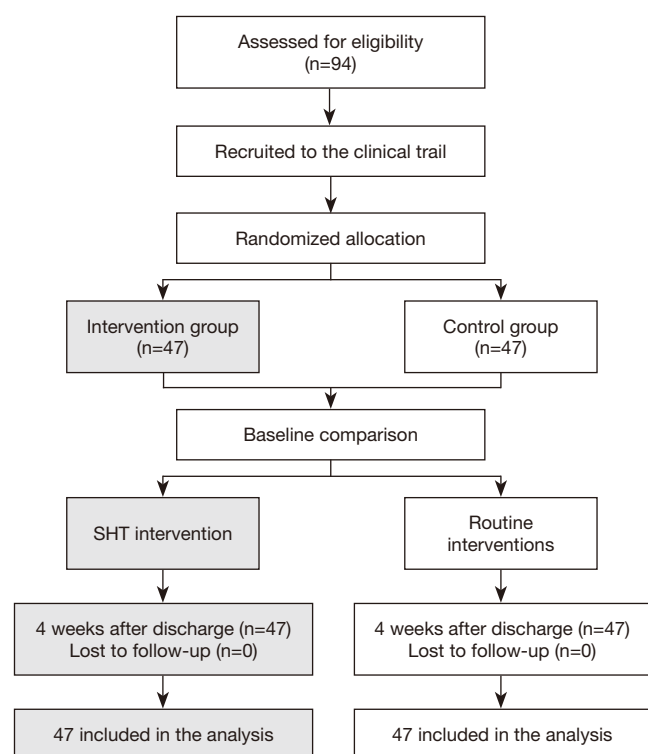 Assessed for eligibility
(n=94)
Recruited to the clinical trail
Randomized allocation
Intervention group
(n=47)
Control group
(n=47)
Baseline comparison
SHT intervention
Routine
interventions
4 weeks after discharge (n=47)
Lost to follow-up (n=0)
4 weeks after discharge (n=47)
Lost to follow-up (n=0)
47 included in the analysis
47 included in the analysis